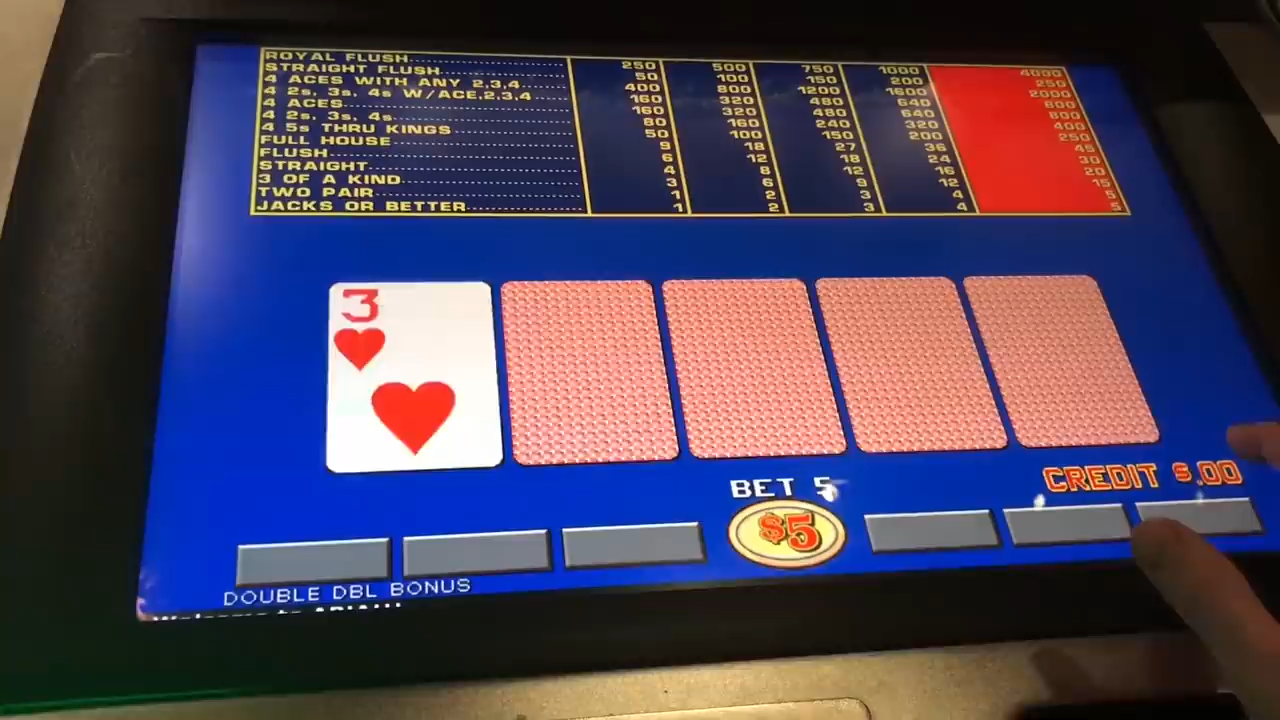 ROYAL FLUSH 250 500 750 1000 4000
STRAIGHT FLUSH 50 100 150 200 250
4 ACES WITH ANY 2,3,4 400 800 1200 1600 2000
4 2s, 3s, 4s W/ACE,2,3,4 160 320 480 640 800
4 ACES 160 320 480 640 800
4 2s, 3s, 4s 80 160 240 320 400
4 5s THRU KINGS 50 100 150 200 250
FULL HOUSE 9 18 27 36 45
FLUSH 6 12 18 24 30
STRAIGHT 4 8 12 16 20
3 OF A KIND 3 6 9 12 15
TWO PAIR 1 2 3 4 5
JACKS OR BETTER 1 2 3 4 5
3
BET 5
CREDIT $.00
$5
DOUBLE DBL BONUS
Welcome to ARIA!!